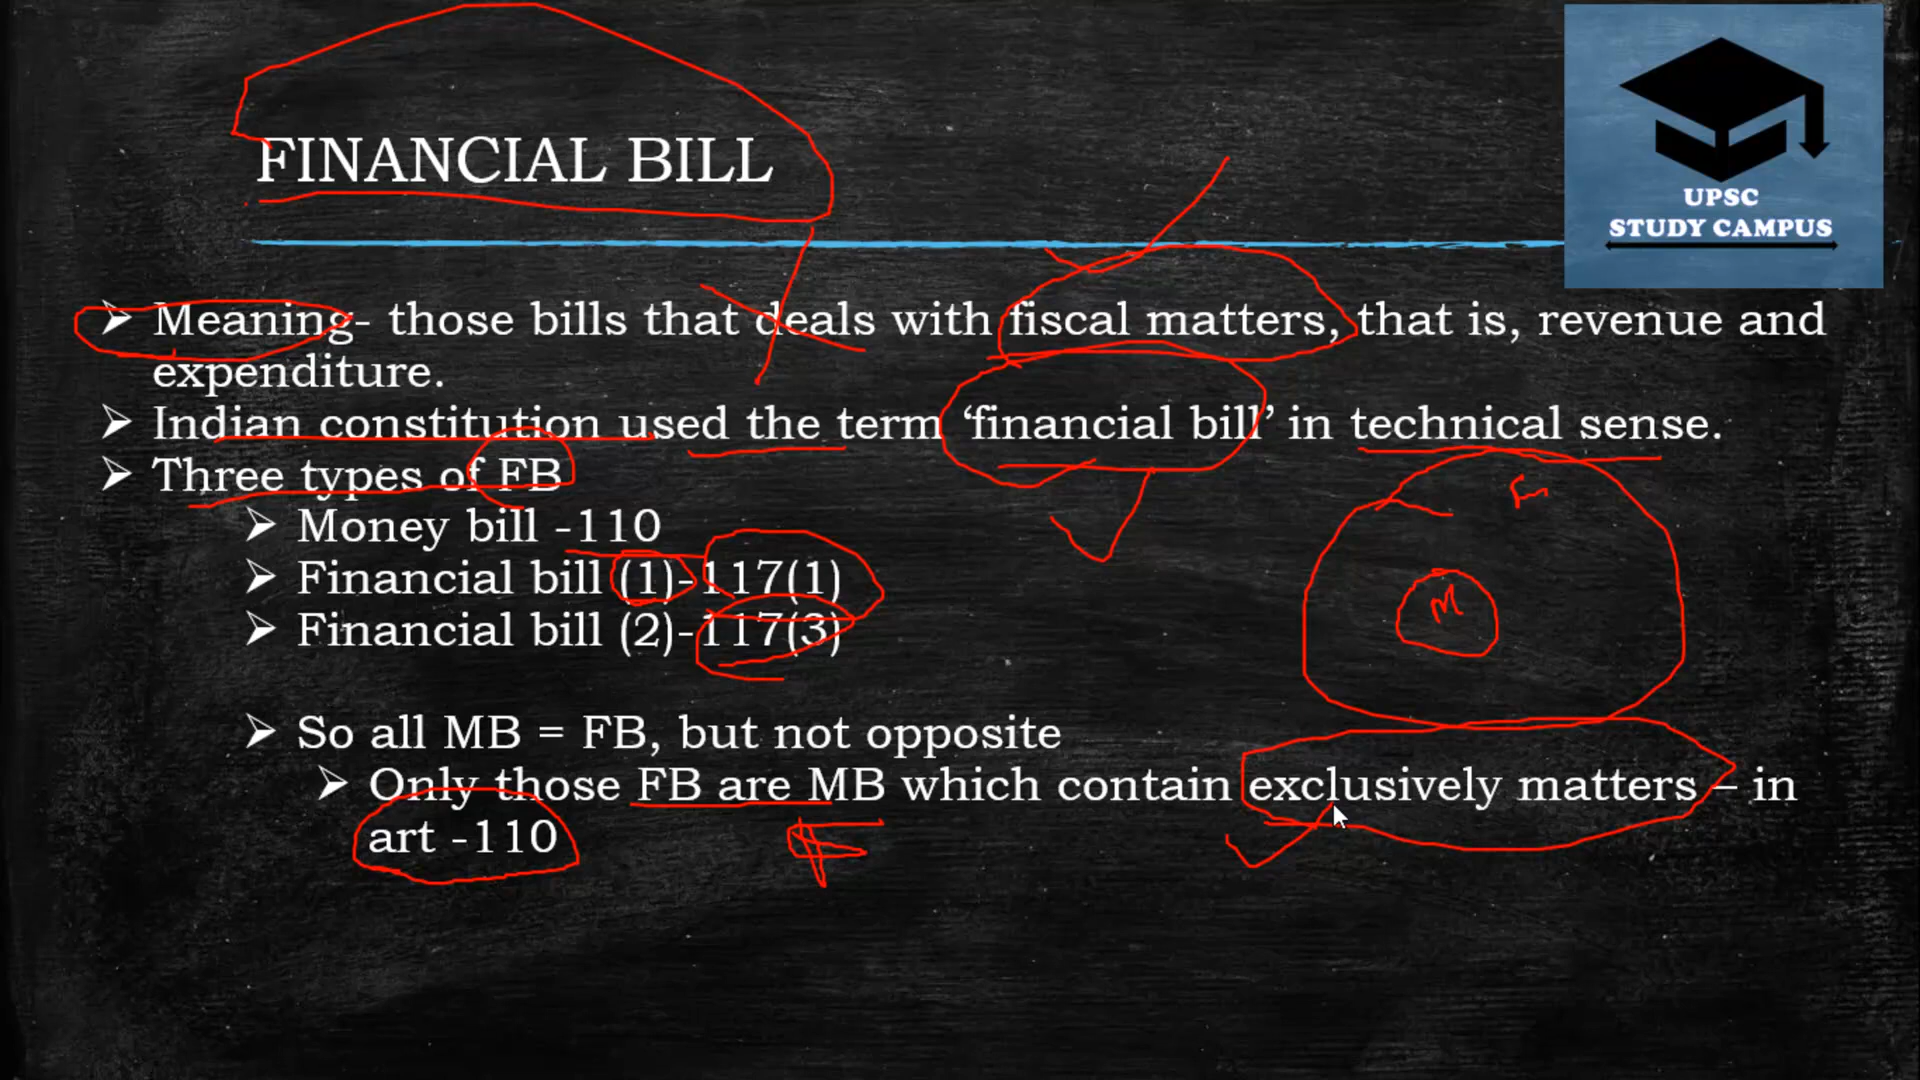 FINANCIAL BILL
UPSC
STUDY CAMPUS
➢ Meaning- those bills that deals with fiscal matters, that is, revenue and
expenditure.
➢ Indian constitution used the term ‘financial bill’ in technical sense.
➢ Three types of FB
➢ Money bill -110
➢ Financial bill (1)-117(1)
➢ Financial bill (2)-117(3)
F
M
➢ So all MB = FB, but not opposite
➢ Only those FB are MB which contain exclusively matters – in
art -110